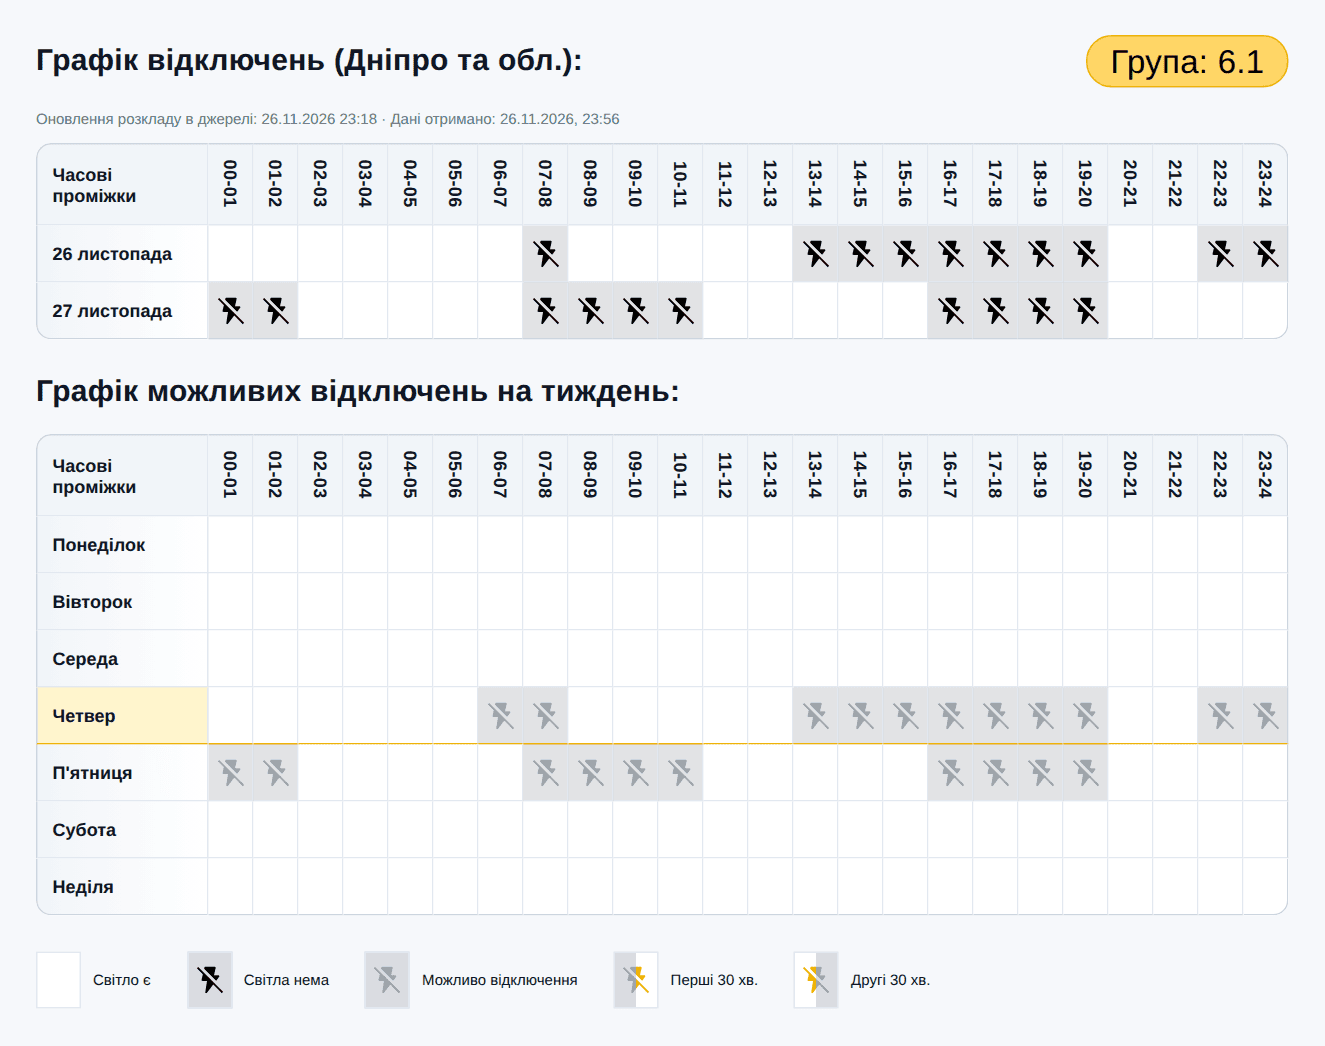 Графік відключень (Дніпро та обл.):
Група: 6.1
Оновлення розкладу в джерелі: 26.11.2026 23:18 · Дані отримано: 26.11.2026, 23:56
Часові проміжки 00-01 01-02 02-03 03-04 04-05 05-06 06-07 07-08 08-09 09-10 10-11 11-12 12-13 13-14 14-15 15-16 16-17 17-18 18-19 19-20 20-21 21-22 22-23 23-24
26 листопада
27 листопада
Графік можливих відключень на тиждень:
Часові проміжки 00-01 01-02 02-03 03-04 04-05 05-06 06-07 07-08 08-09 09-10 10-11 11-12 12-13 13-14 14-15 15-16 16-17 17-18 18-19 19-20 20-21 21-22 22-23 23-24
Понеділок
Вівторок
Середа
Четвер
П'ятниця
Субота
Неділя
Світло є Світла нема Можливо відключення Перші 30 хв. Другі 30 хв.